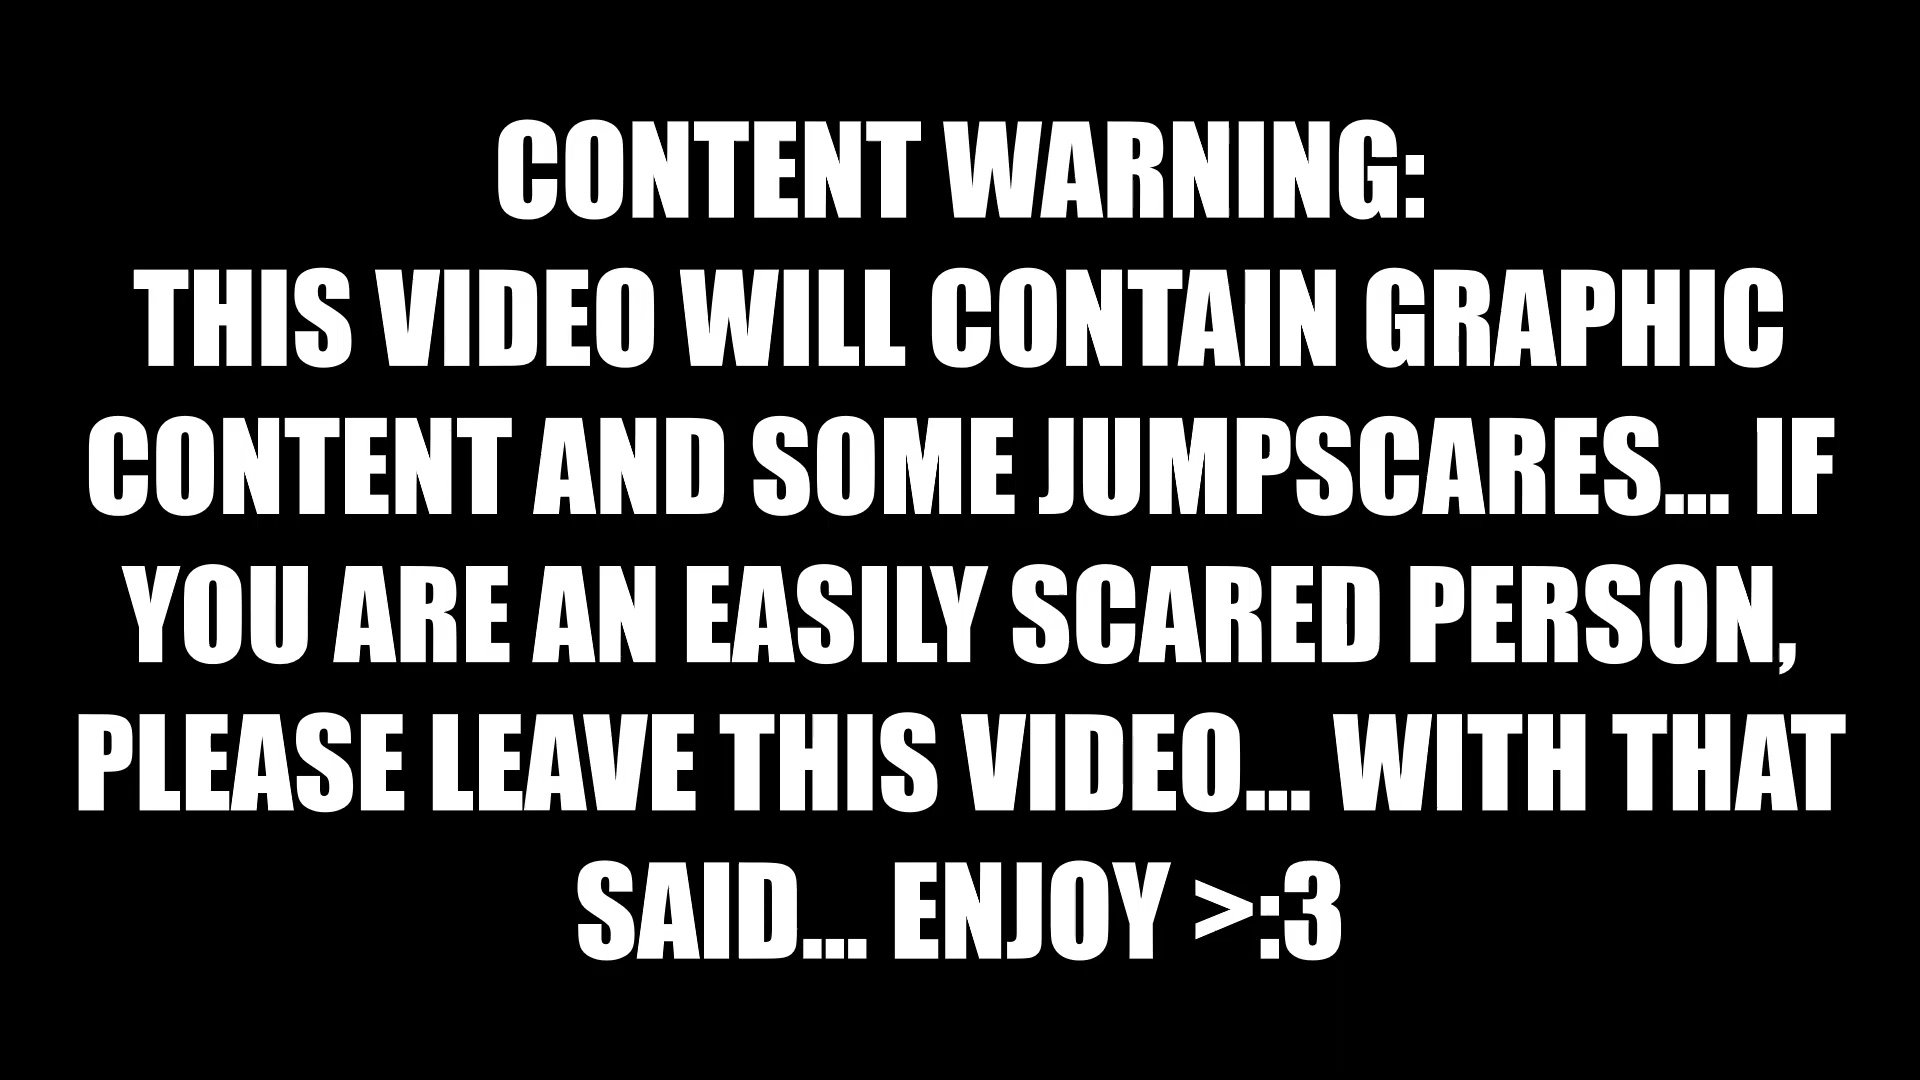 CONTENT WARNING:
THIS VIDEO WILL CONTAIN GRAPHIC
CONTENT AND SOME JUMPSCARES... IF
YOU ARE AN EASILY SCARED PERSON,
PLEASE LEAVE THIS VIDEO... WITH THAT
SAID... ENJOY >:3